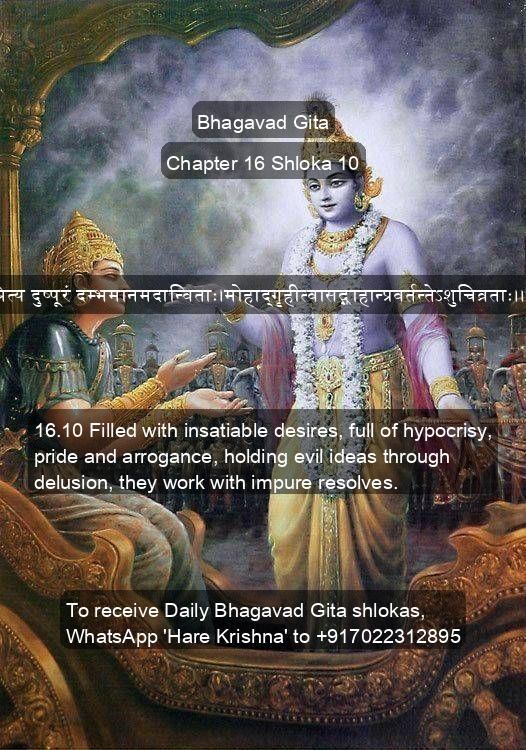 Bhagavad Gita
Chapter 16 Shloka 10
दुष्पूरं दम्भमानमदान्विताः।मोहाद्गृहीत्वासद्ग्राहान्प्रवर्तन्तेऽशुचिव्रताः।।
16.10 Filled with insatiable desires, full of hypocrisy,
pride and arrogance, holding evil ideas through
delusion, they work with impure resolves.
To receive Daily Bhagavad Gita shlokas,
WhatsApp 'Hare Krishna' to +917022312895